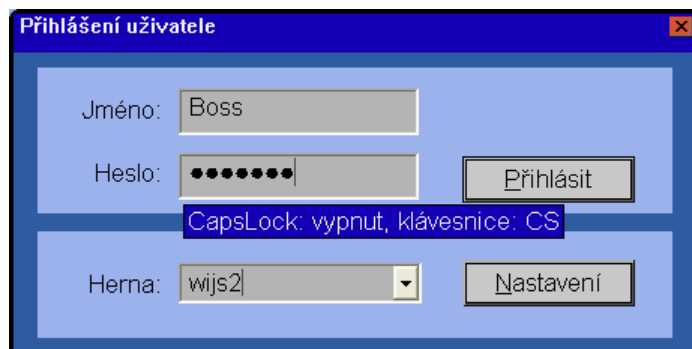 Přihlášení uživatele
Jméno: Boss
Heslo: ●●●●●●●
Přihlásit
CapsLock: vypnut, klávesnice: CS
Herna: wijs2
Nastavení